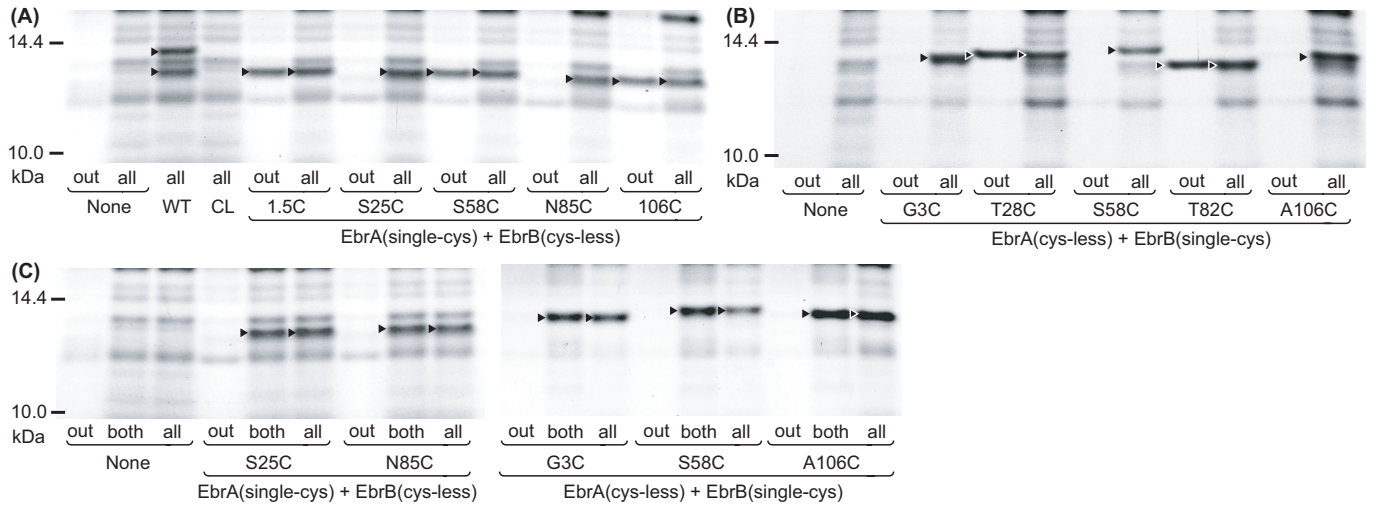 (A)
14.4
10.0
kDa
out all all all out all out all out all out all out all
None WT CL 1.5C S25C S58C N85C 106C
EbrA(single-cys) + EbrB(cys-less)
(B)
14.4
10.0
kDa
out all out all out all out all out all out all
None G3C T28C S58C T82C A106C
EbrA(cys-less) + EbrB(single-cys)
(C)
14.4
10.0
kDa
out both all out both all out both all
None S25C N85C
EbrA(single-cys) + EbrB(cys-less)
out both all out both all out both all
G3C S58C A106C
EbrA(cys-less) + EbrB(single-cys)